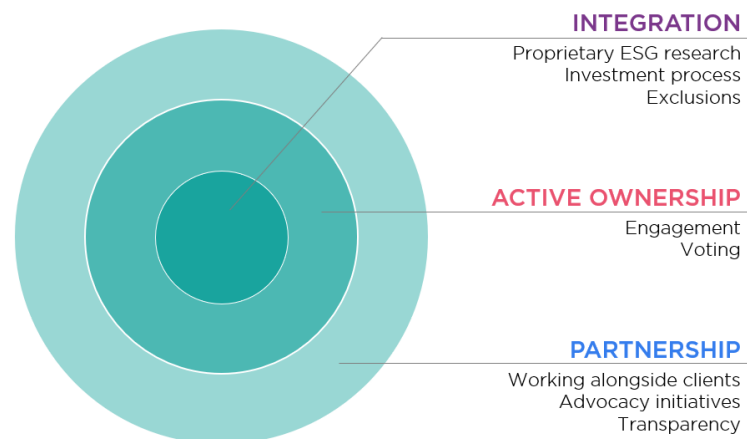 INTEGRATION
Proprietary ESG research
Investment process
Exclusions
ACTIVE OWNERSHIP
Engagement
Voting
PARTNERSHIP
Working alongside clients
Advocacy initiatives
Transparency